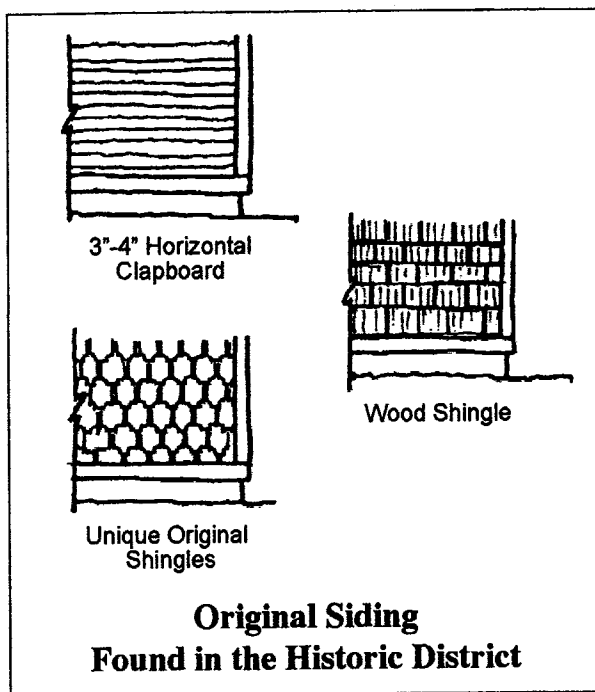 3"-4" Horizontal
Clapboard
Wood Shingle
Unique Original
Shingles
Original Siding
Found in the Historic District